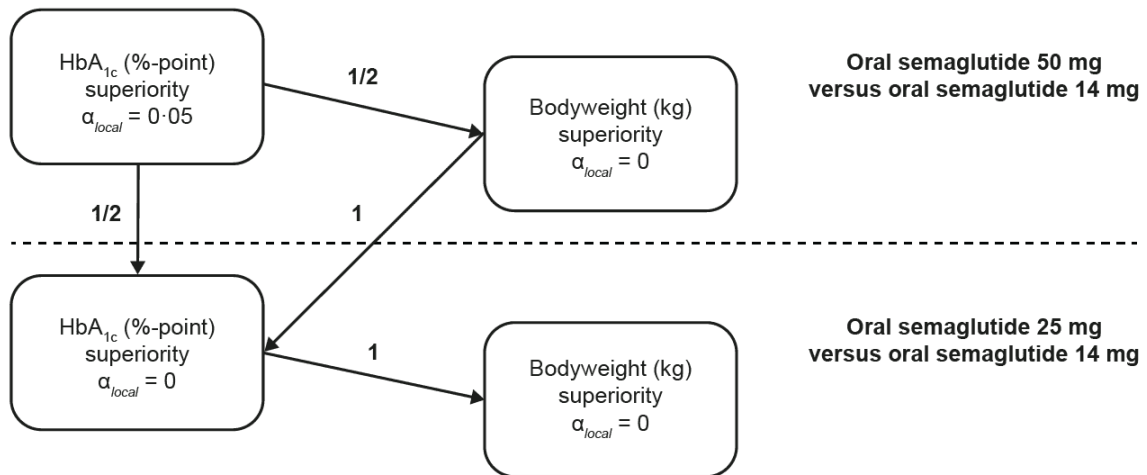 HbA1c (%-point)
superiority
αlocal = 0·05
1/2
Bodyweight (kg)
superiority
αlocal = 0
Oral semaglutide 50 mg
versus oral semaglutide 14 mg
1/2
1
HbA1c (%-point)
superiority
αlocal = 0
1
Bodyweight (kg)
superiority
αlocal = 0
Oral semaglutide 25 mg
versus oral semaglutide 14 mg